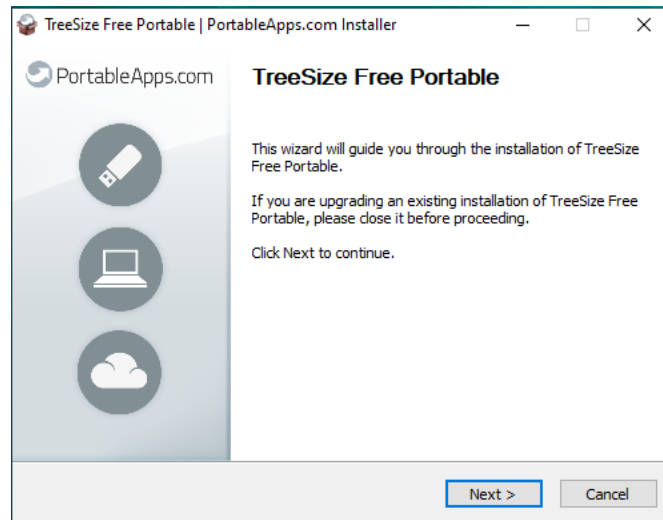 TreeSize Free Portable | PortableApps.com Installer
PortableApps.com
TreeSize Free Portable
This wizard will guide you through the installation of TreeSize
Free Portable.
If you are upgrading an existing installation of TreeSize Free
Portable, please close it before proceeding.
Click Next to continue.
Next >
Cancel